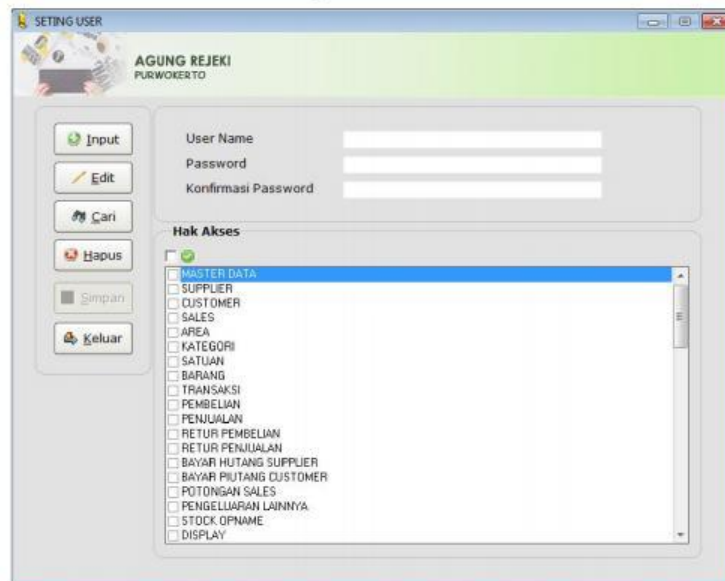 SETING USER
AGUNG REJEKI
PURWOKERTO
Input
Edit
Cari
Hapus
Simpan
Keluar
User Name
Password
Konfirmasi Password
Hak Akses
MASTER DATA
SUPPLIER
CUSTOMER
SALES
AREA
KATEGORI
SATUAN
BARANG
TRANSAKSI
PEMBELIAN
PENJUALAN
RETUR PEMBELIAN
RETUR PENJUALAN
BAYAR HUTANG SUPPLIER
BAYAR PIUTANG CUSTOMER
POTONGAN SALES
PENGELUARAN LAINNYA
STOCK OPNAME
DISPLAY